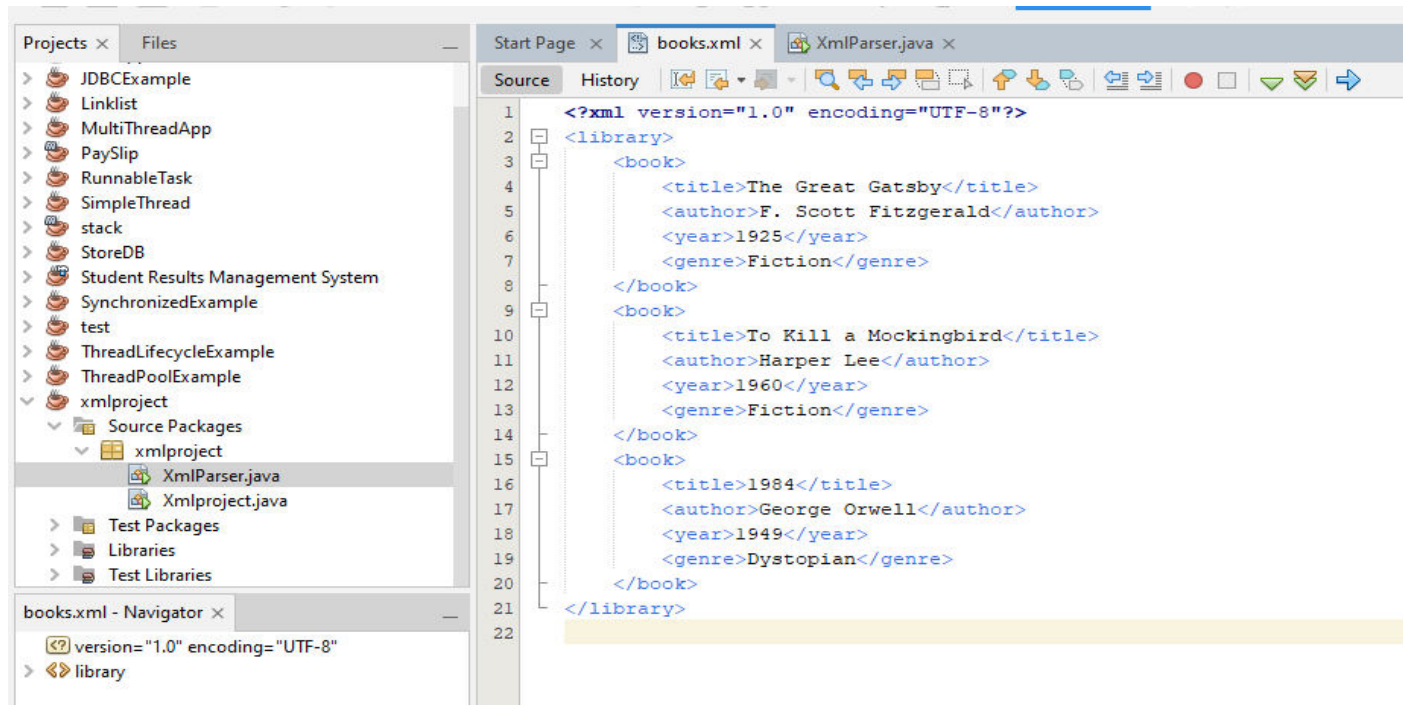 Projects × Files
JDBCExample
Linklist
MultiThreadApp
PaySlip
RunnableTask
SimpleThread
stack
StoreDB
Student Results Management System
SynchronizedExample
test
ThreadLifecycleExample
ThreadPoolExample
xmlproject
Source Packages
xmlproject
XmlParser.java
Xmlproject.java
Test Packages
Libraries
Test Libraries
books.xml - Navigator ×
version="1.0" encoding="UTF-8"
library
Start Page × books.xml × XmlParser.java ×
Source History
1 <?xml version="1.0" encoding="UTF-8"?>
2 <library>
3 <book>
4 <title>The Great Gatsby</title>
5 <author>F. Scott Fitzgerald</author>
6 <year>1925</year>
7 <genre>Fiction</genre>
8 </book>
9 <book>
10 <title>To Kill a Mockingbird</title>
11 <author>Harper Lee</author>
12 <year>1960</year>
13 <genre>Fiction</genre>
14 </book>
15 <book>
16 <title>1984</title>
17 <author>George Orwell</author>
18 <year>1949</year>
19 <genre>Dystopian</genre>
20 </book>
21 </library>
22